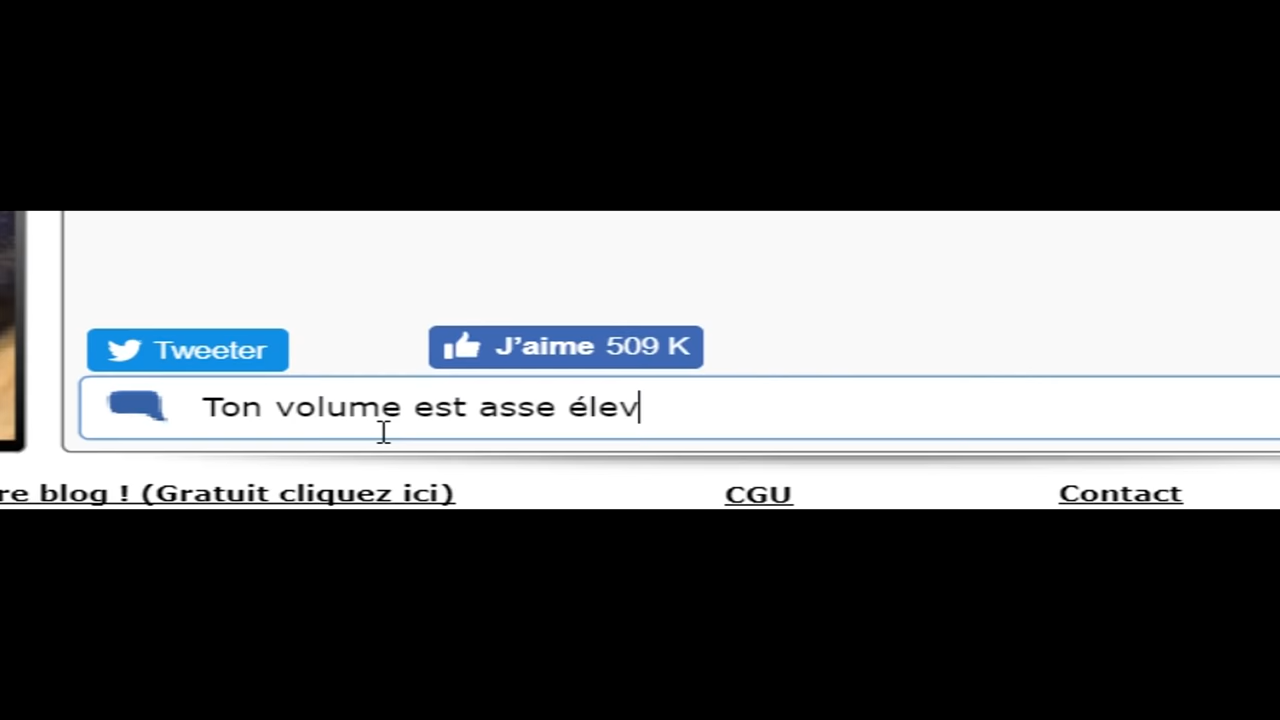 Tweeter
J'aime 509 K
Ton volume est asse élev
re blog ! (Gratuit cliquez ici) CGU Contact